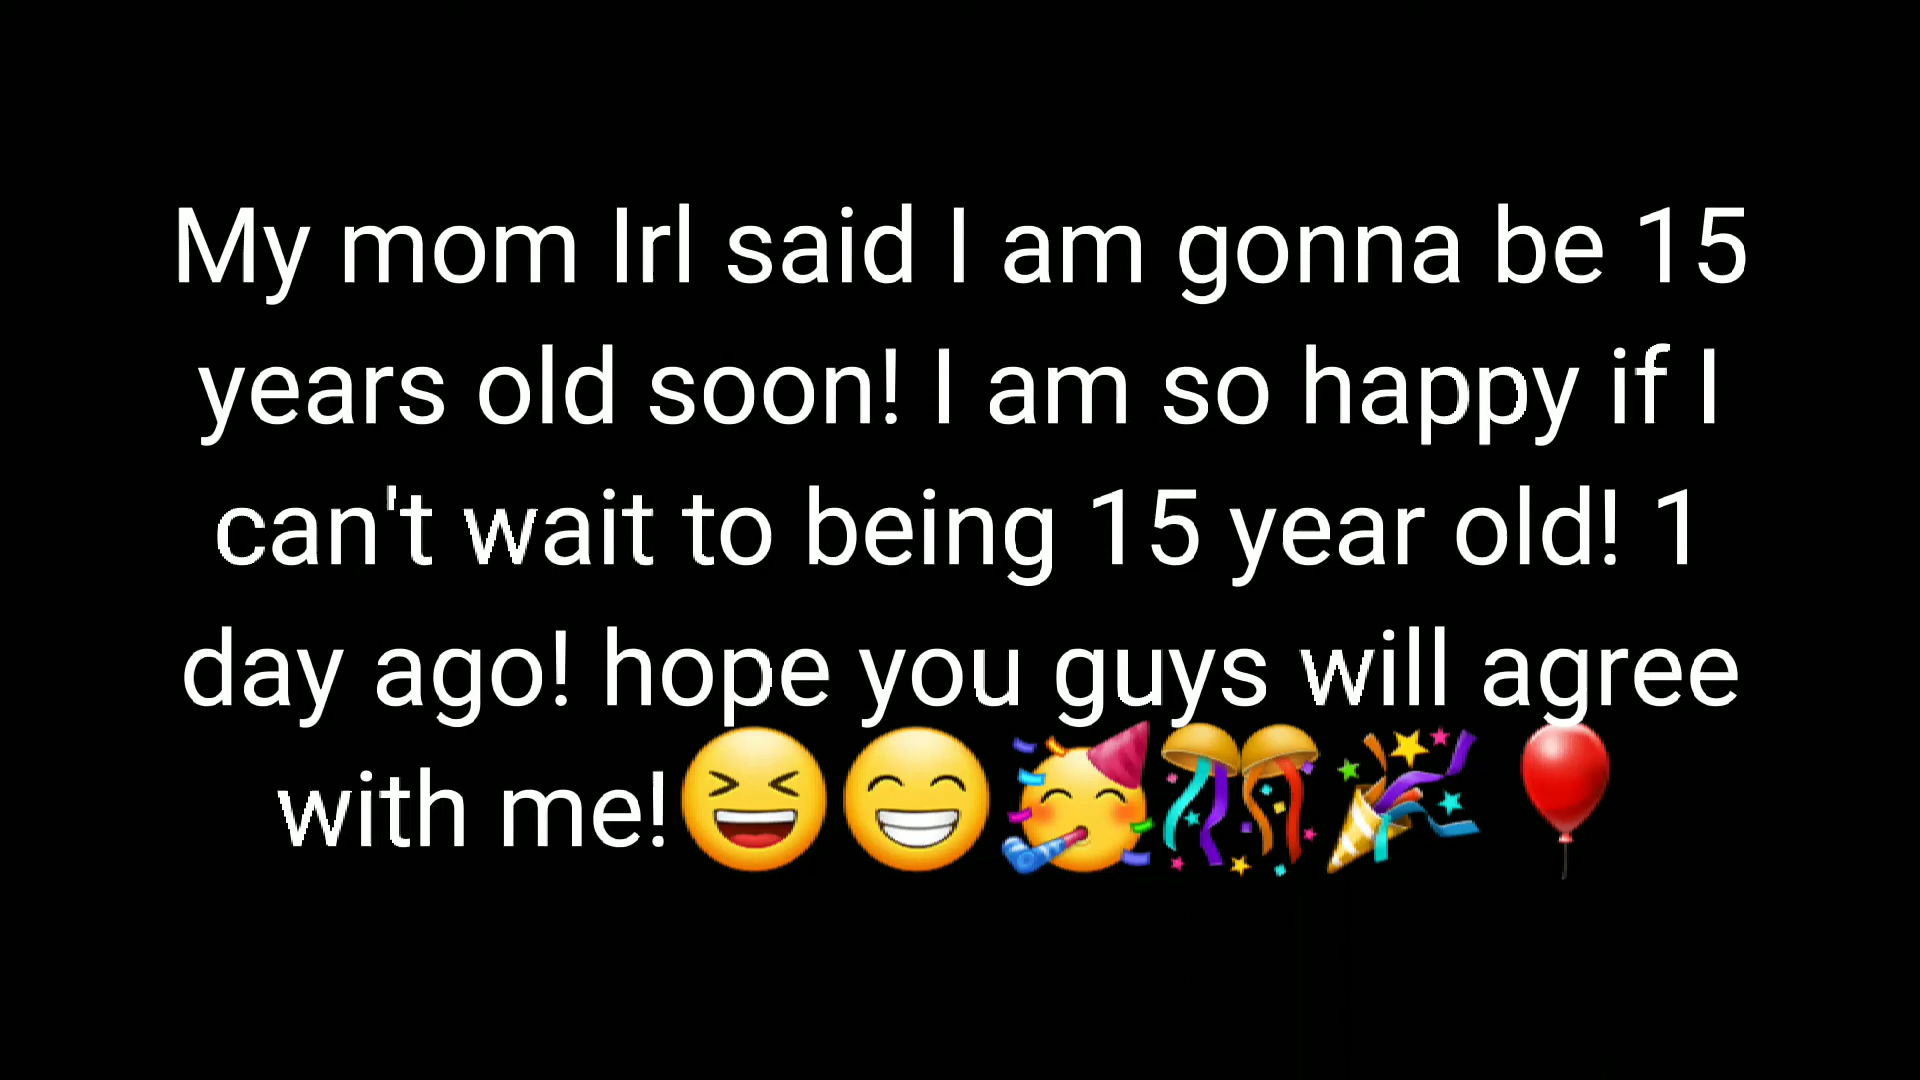 My mom Irl said I am gonna be 15
years old soon! I am so happy if I
can't wait to being 15 year old! 1
day ago! hope you guys will agree
with me!😆😁🥳🎊🎉🎈